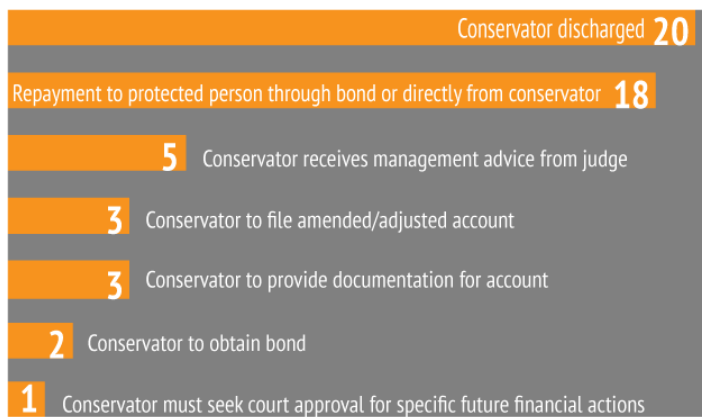 Conservator discharged 20
Repayment to protected person through bond or directly from conservator 18
5 Conservator receives management advice from judge
3 Conservator to file amended/adjusted account
3 Conservator to provide documentation for account
2 Conservator to obtain bond
1 Conservator must seek court approval for specific future financial actions